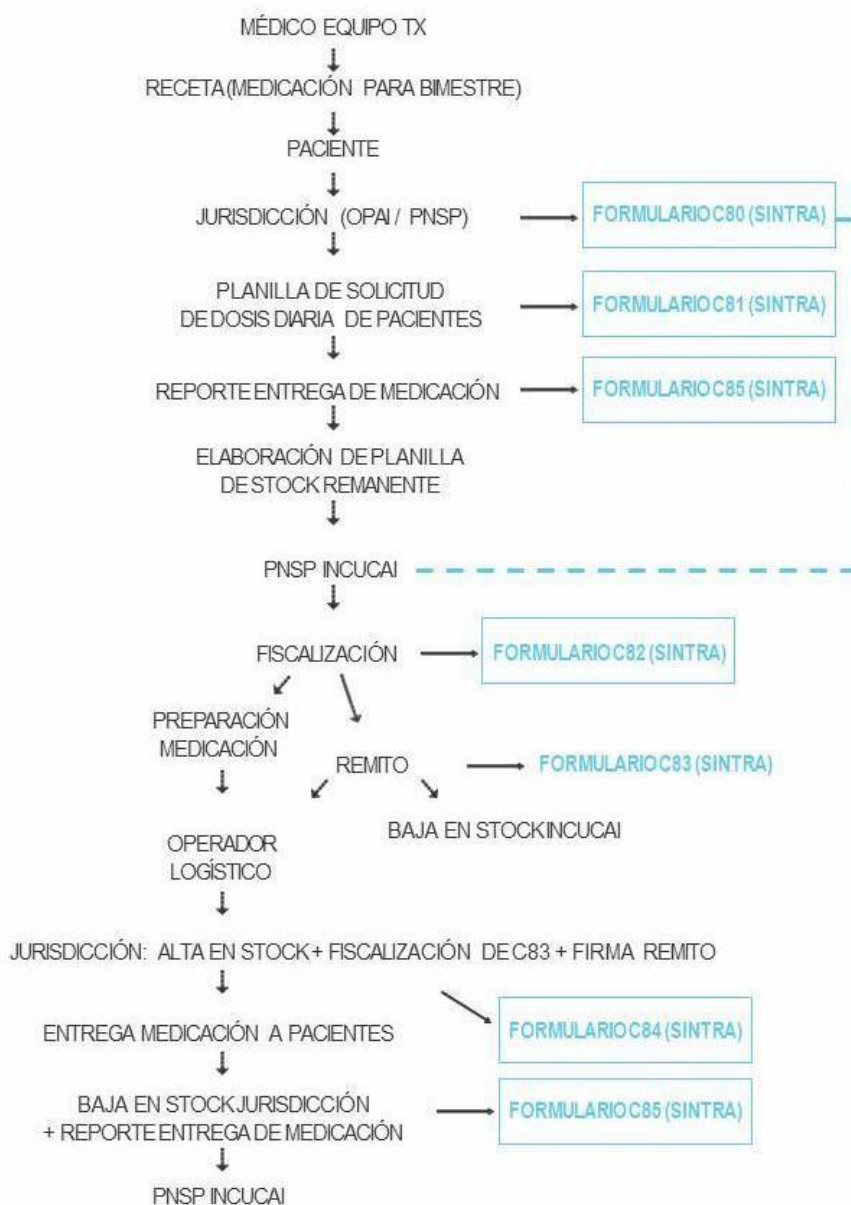 MÉDICO EQUIPO TX
RECETA (MEDICACIÓN PARA BIMESTRE)
PACIENTE
JURISDICCIÓN (OPAI / PNSP)
FORMULARIO C80 (SINTRA)
PLANILLA DE SOLICITUD
DE DOSIS DIARIA DE PACIENTES
FORMULARIO C81 (SINTRA)
REPORTE ENTREGA DE MEDICACIÓN
FORMULARIO C85 (SINTRA)
ELABORACIÓN DE PLANILLA
DE STOCK REMANENTE
PNSP INCUCAI
FISCALIZACIÓN
FORMULARIO C82 (SINTRA)
PREPARACIÓN
MEDICACIÓN
REMITO
FORMULARIO C83 (SINTRA)
BAJA EN STOCK INCUCAI
OPERADOR
LOGÍSTICO
JURISDICCIÓN: ALTA EN STOCK + FISCALIZACIÓN DE C83 + FIRMA REMITO
ENTREGA MEDICACIÓN A PACIENTES
FORMULARIO C84 (SINTRA)
BAJA EN STOCK JURISDICCIÓN
+ REPORTE ENTREGA DE MEDICACIÓN
FORMULARIO C85 (SINTRA)
PNSP INCUCAI